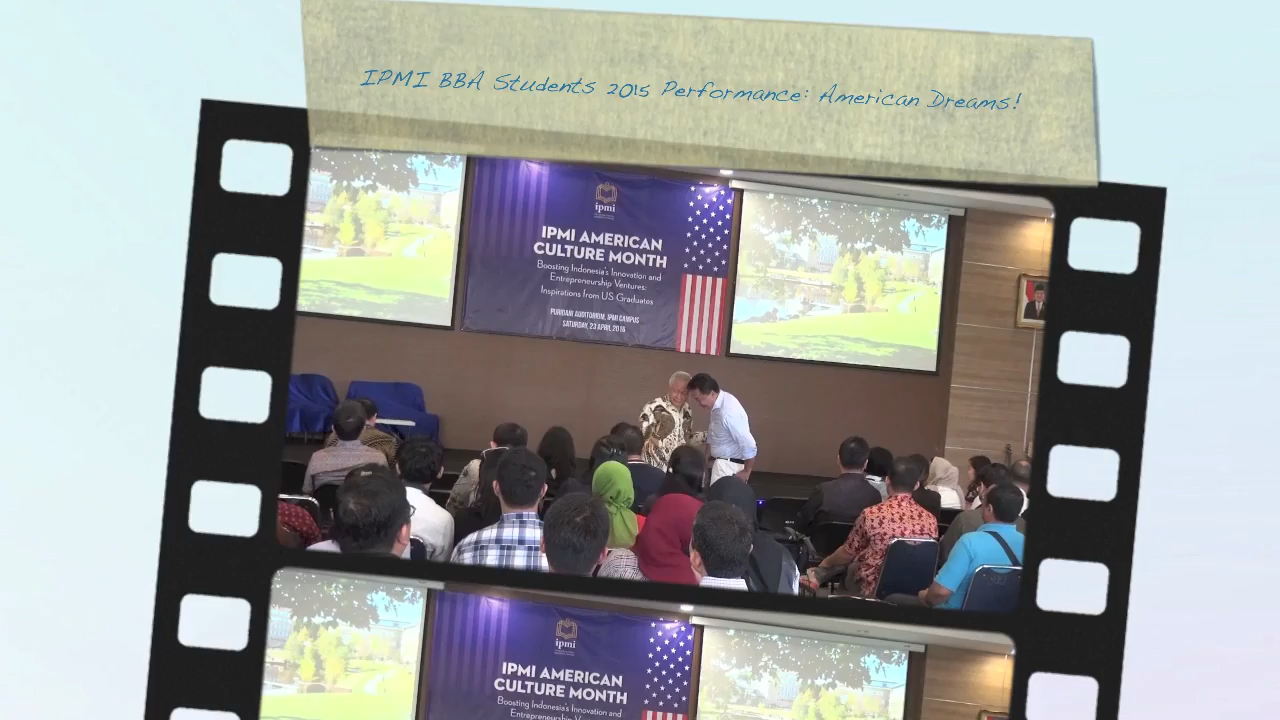 IPMI BBA Students 2015 Performance: American Dreams!
ipmi
IPMI AMERICAN
CULTURE MONTH
Boosting Indonesia's Innovation and
Entrepreneurship Ventures:
Inspirations from US Graduates
PURIDANI AUDITORIUM, IPMI CAMPUS
SATURDAY, 23 APRIL 2016
ipmi
IPMI AMERICAN
CULTURE MONTH
Boosting Indonesia's Innovation and